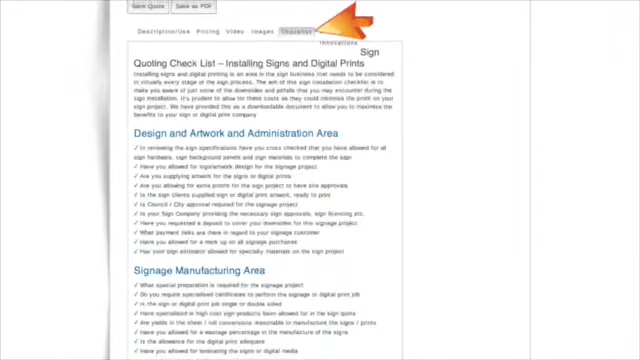 Save Quote Save as PDF
Description/Use Pricing Video Images Checklist
Innovations
Sign
Quoting Check List – Installing Signs and Digital Prints
Installing signs and digital printing is an area in the sign business that needs to be considered
in virtually every stage of the sign process. The aim of this sign installation checklist is to
make you aware of just some of the downsides and pitfalls that you may encounter during the
sign installation. It's prudent to allow for these costs as they could minimise the profit on your
sign project. We have provided this as a downloadable document to allow you to maximise the
benefits to your sign or digital print company
Design and Artwork and Administration Area
✓ In reviewing the sign specifications have you cross checked that you have allowed for all
sign hardware, sign background panels and sign materials to complete the sign
✓ Have you allowed for logo/artwork design for the signage project
✓ Are you supplying artwork for the signs or digital prints
✓ Are you allowing for extra proofs for the sign project to have site approvals
✓ Is the sign clients supplied sign or digital print artwork, ready to print
✓ Is Council / City approval required for the signage project
✓ Is your Sign Company providing the necessary sign approvals, sign licencing etc.
✓ Have you requested a deposit to cover your downsides for this signage project
✓ What payment risks are there in regard to your signage customer
✓ Have you allowed for a mark up on all signage purchases
✓ Has your sign estimator allowed for specialty materials on the sign project
Signage Manufacturing Area
✓ What special preparation is required for the signage project
✓ Do you require specialised certificates to perform the signage or digital print job
✓ Is the sign or digital print job single or double sided
✓ Have specialised in high cost sign products been allowed for in the sign quote
✓ Are yields in the sheet / roll conversions reasonable to manufacture the signs / prints
✓ Have you allowed for a wastage percentage in the manufacture of the signs
✓ Is the allowance for the digital print adequate
✓ Have you allowed for laminating the signs or digital media